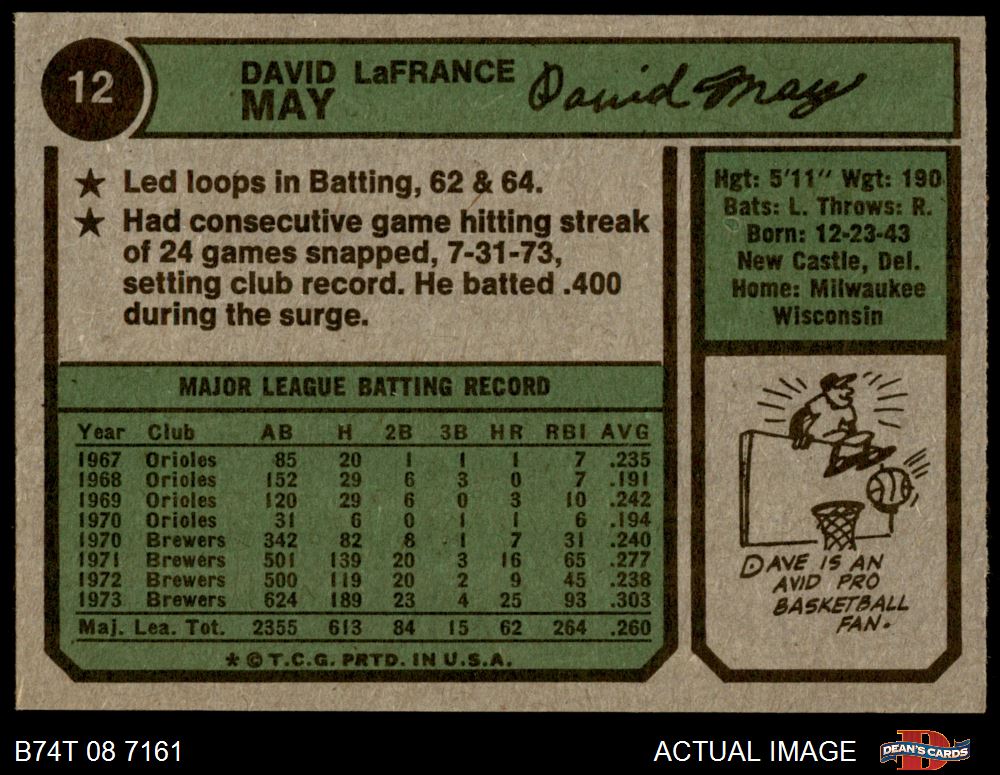 12
DAVID LaFRANCE
MAY
David May
★ Led loops in Batting, 62 & 64.
★ Had consecutive game hitting streak
of 24 games snapped, 7-31-73,
setting club record. He batted .400
during the surge.
Hgt: 5'11" Wgt: 190
Bats: L. Throws: R.
Born: 12-23-43
New Castle, Del.
Home: Milwaukee
Wisconsin
MAJOR LEAGUE BATTING RECORD
Year Club AB H 2B 3B HR RBI AVG
1967 Orioles 85 20 1 1 1 7 .235
1968 Orioles 152 29 6 3 0 7 .191
1969 Orioles 120 29 6 0 3 10 .242
1970 Orioles 31 6 0 1 1 6 .194
1970 Brewers 342 82 8 1 7 31 .240
1971 Brewers 501 139 20 3 16 65 .277
1972 Brewers 500 119 20 2 9 45 .238
1973 Brewers 624 189 23 4 25 93 .303
Maj. Lea. Tot. 2355 613 84 15 62 264 .260
* © T.C.G. PRTD. IN U.S.A.
DAVE IS AN
AVID PRO
BASKETBALL
FAN.
B74T 08 7161
ACTUAL IMAGE
DEAN'S CARDS